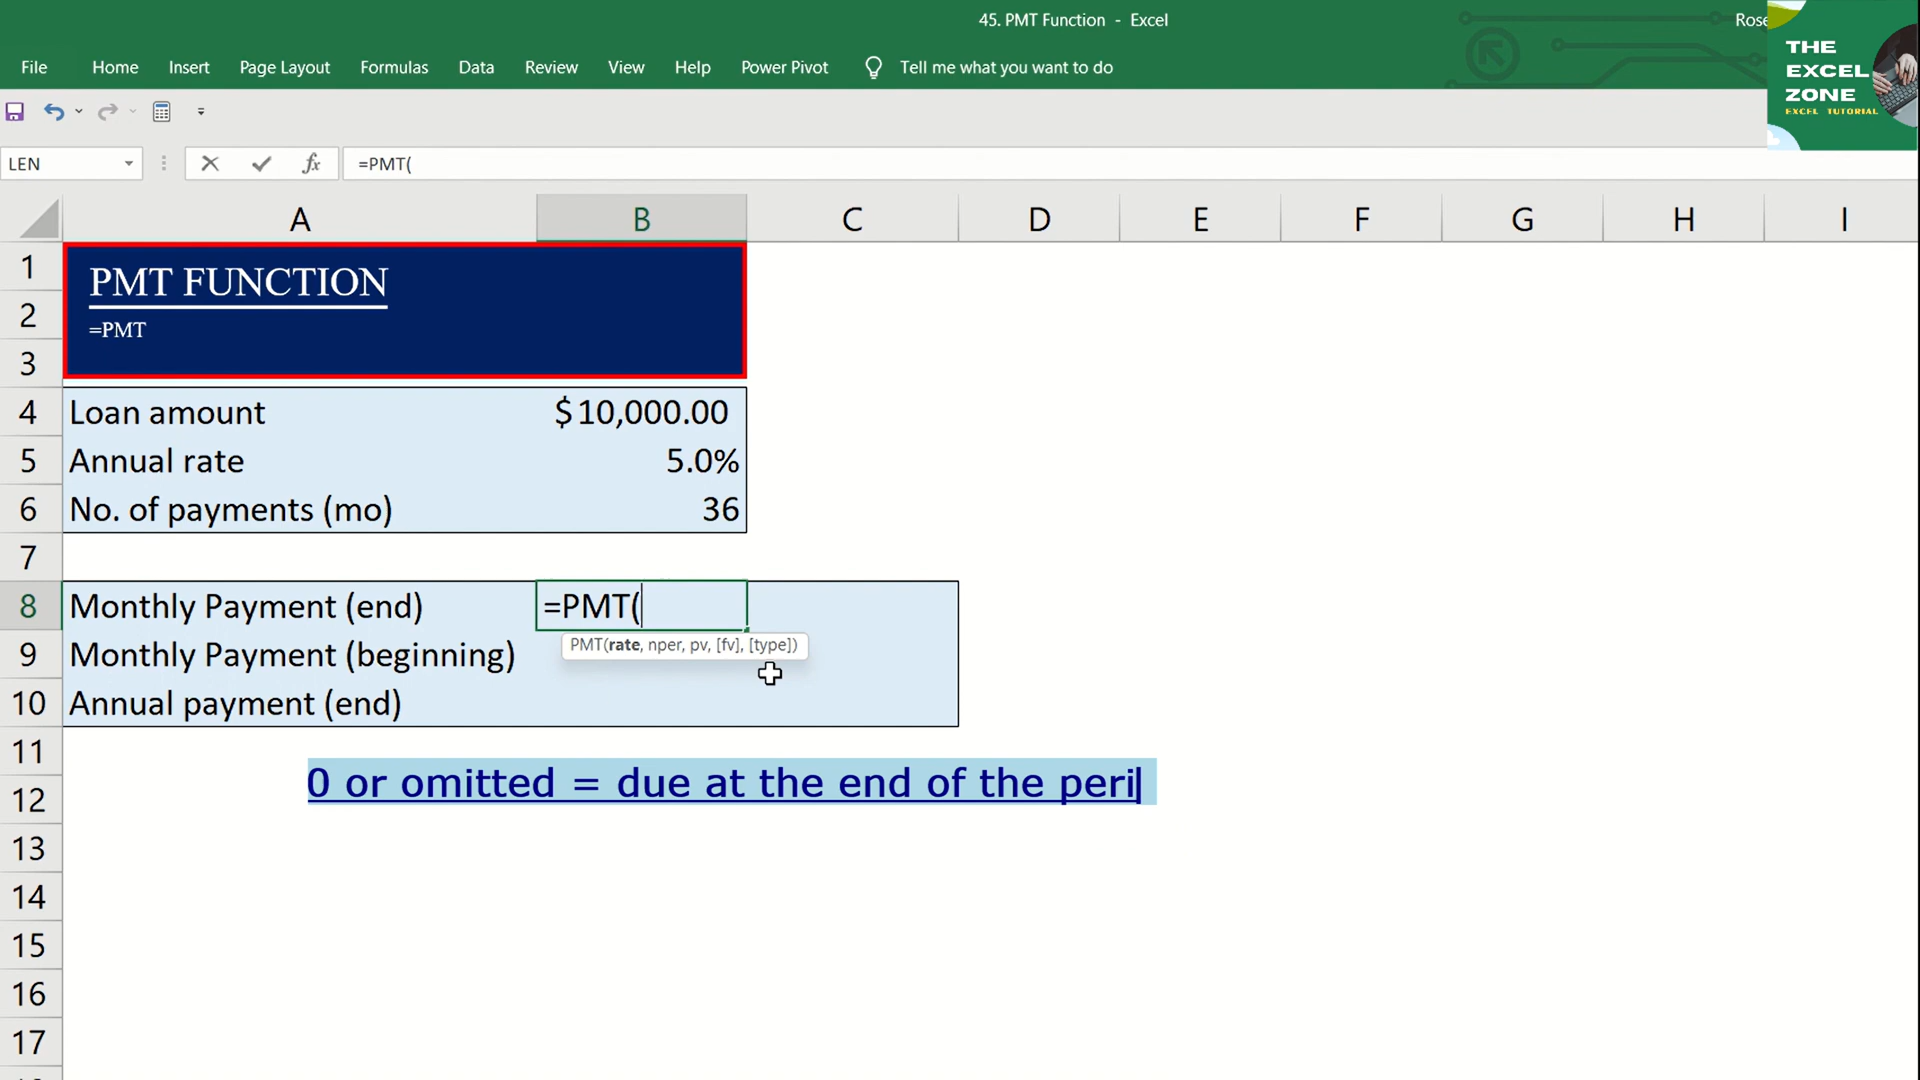 45. PMT Function - Excel
Rose
THE
EXCEL
ZONE
EXCEL TUTORIAL
File Home Insert Page Layout Formulas Data Review View Help Power Pivot Tell me what you want to do
LEN fx =PMT(
A B C D E F G H I
1
PMT FUNCTION
2
=PMT
3
4 Loan amount $10,000.00
5 Annual rate 5.0%
6 No. of payments (mo) 36
7
8 Monthly Payment (end) =PMT(
PMT(rate, nper, pv, [fv], [type])
9 Monthly Payment (beginning)
10 Annual payment (end)
11
0 or omitted = due at the end of the peri
12
13
14
15
16
17